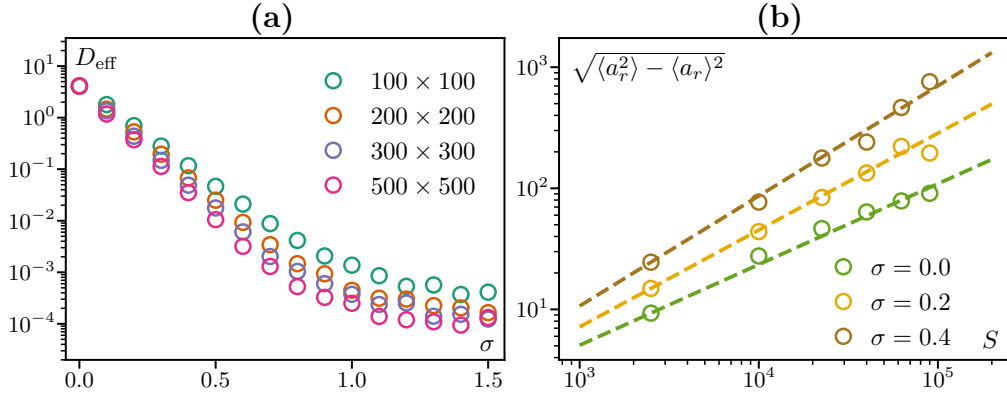 (a)
D_eff
10^1
10^0
10^{-1}
10^{-2}
10^{-3}
10^{-4}
100 × 100
200 × 200
300 × 300
500 × 500
σ
0.0 0.5 1.0 1.5
(b)
√(⟨a_r^2⟩ − ⟨a_r⟩^2)
10^3
10^2
10^1
σ = 0.0
σ = 0.2
σ = 0.4
S
10^3 10^4 10^5